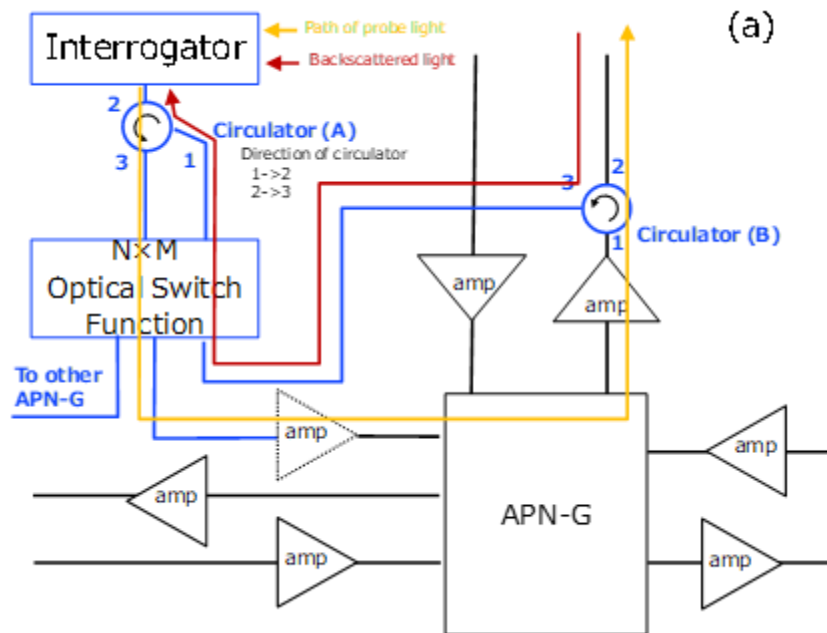 (a)
Interrogator
Path of probe light
Backscattered light
2
3
1
Circulator (A)
Direction of circulator
1->2
2->3
3
2
1
Circulator (B)
N×M
Optical Switch
Function
To other
APN-G
amp
amp
amp
amp
amp
amp
amp
APN-G